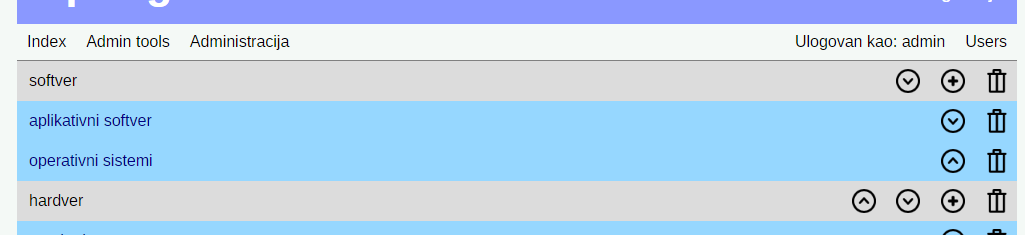 Index Admin tools Administracija Ulogovan kao: admin Users
softver
aplikativni softver
operativni sistemi
hardver